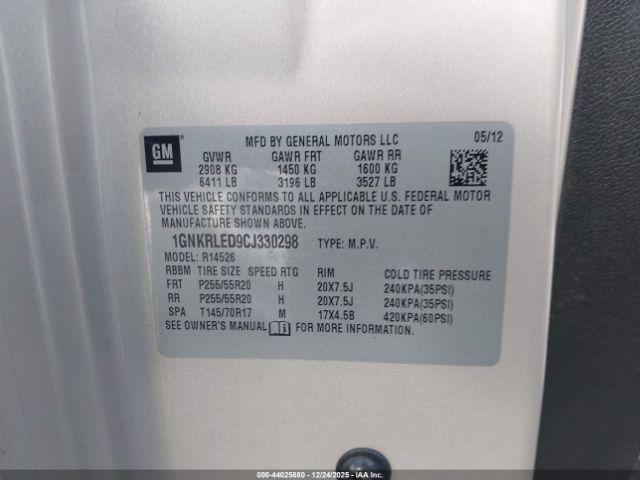 GM
MFD BY GENERAL MOTORS LLC 05/12
GVWR GAWR FRT GAWR RR
2908 KG 1450 KG 1600 KG
6411 LB 3196 LB 3527 LB
THIS VEHICLE CONFORMS TO ALL APPLICABLE U.S. FEDERAL MOTOR
VEHICLE SAFETY STANDARDS IN EFFECT ON THE DATE OF
MANUFACTURE SHOWN ABOVE.
1GNKRLED9CJ330298 TYPE: M.P.V.
MODEL: R14526
RBBM TIRE SIZE SPEED RTG RIM COLD TIRE PRESSURE
FRT P255/55R20 H 20X7.5J 240KPA(35PSI)
RR P255/55R20 H 20X7.5J 240KPA(35PSI)
SPA T145/70R17 M 17X4.5B 420KPA(60PSI)
SEE OWNER'S MANUAL FOR MORE INFORMATION.
000-44025880 - 12/24/2025 - IAA Inc.